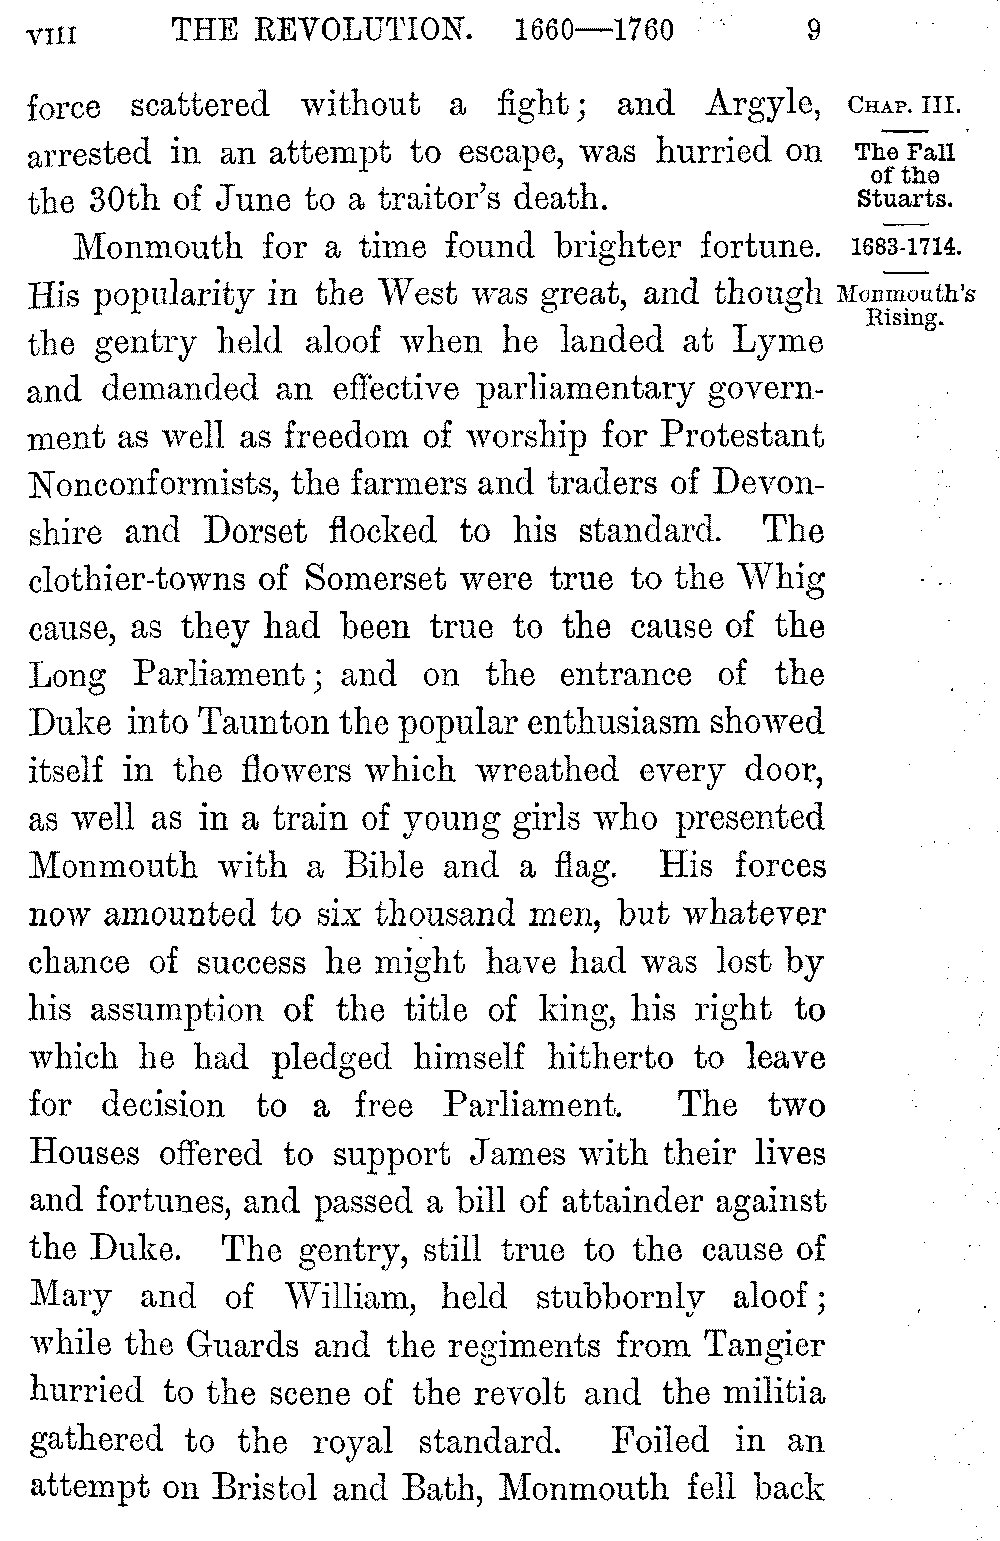 VIII THE REVOLUTION. 1660—1760 9
force scattered without a fight; and Argyle,
arrested in an attempt to escape, was hurried on
the 30th of June to a traitor's death.
Monmouth for a time found brighter fortune.
His popularity in the West was great, and though
the gentry held aloof when he landed at Lyme
and demanded an effective parliamentary govern-
ment as well as freedom of worship for Protestant
Nonconformists, the farmers and traders of Devon-
shire and Dorset flocked to his standard. The
clothier-towns of Somerset were true to the Whig
cause, as they had been true to the cause of the
Long Parliament; and on the entrance of the
Duke into Taunton the popular enthusiasm showed
itself in the flowers which wreathed every door,
as well as in a train of young girls who presented
Monmouth with a Bible and a flag. His forces
now amounted to six thousand men, but whatever
chance of success he might have had was lost by
his assumption of the title of king, his right to
which he had pledged himself hitherto to leave
for decision to a free Parliament. The two
Houses offered to support James with their lives
and fortunes, and passed a bill of attainder against
the Duke. The gentry, still true to the cause of
Mary and of William, held stubbornly aloof;
while the Guards and the regiments from Tangier
hurried to the scene of the revolt and the militia
gathered to the royal standard. Foiled in an
attempt on Bristol and Bath, Monmouth fell back
CHAP. III.
The Fall
of the
Stuarts.
1683-1714.
Monmouth's
Rising.